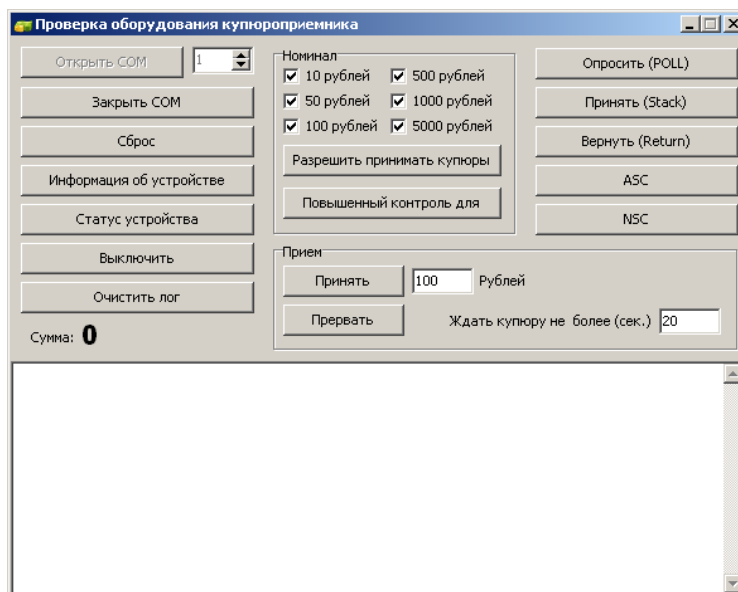 Проверка оборудования купюроприемника
Открыть COM 1
Закрыть COM
Сброс
Информация об устройстве
Статус устройства
Выключить
Очистить лог
Сумма: 0
Номинал
10 рублей 500 рублей
50 рублей 1000 рублей
100 рублей 5000 рублей
Разрешить принимать купюры
Повышенный контроль для
Опросить (POLL)
Принять (Stack)
Вернуть (Return)
ASC
NSC
Прием
Принять 100 Рублей
Прервать Ждать купюру не более (сек.) 20